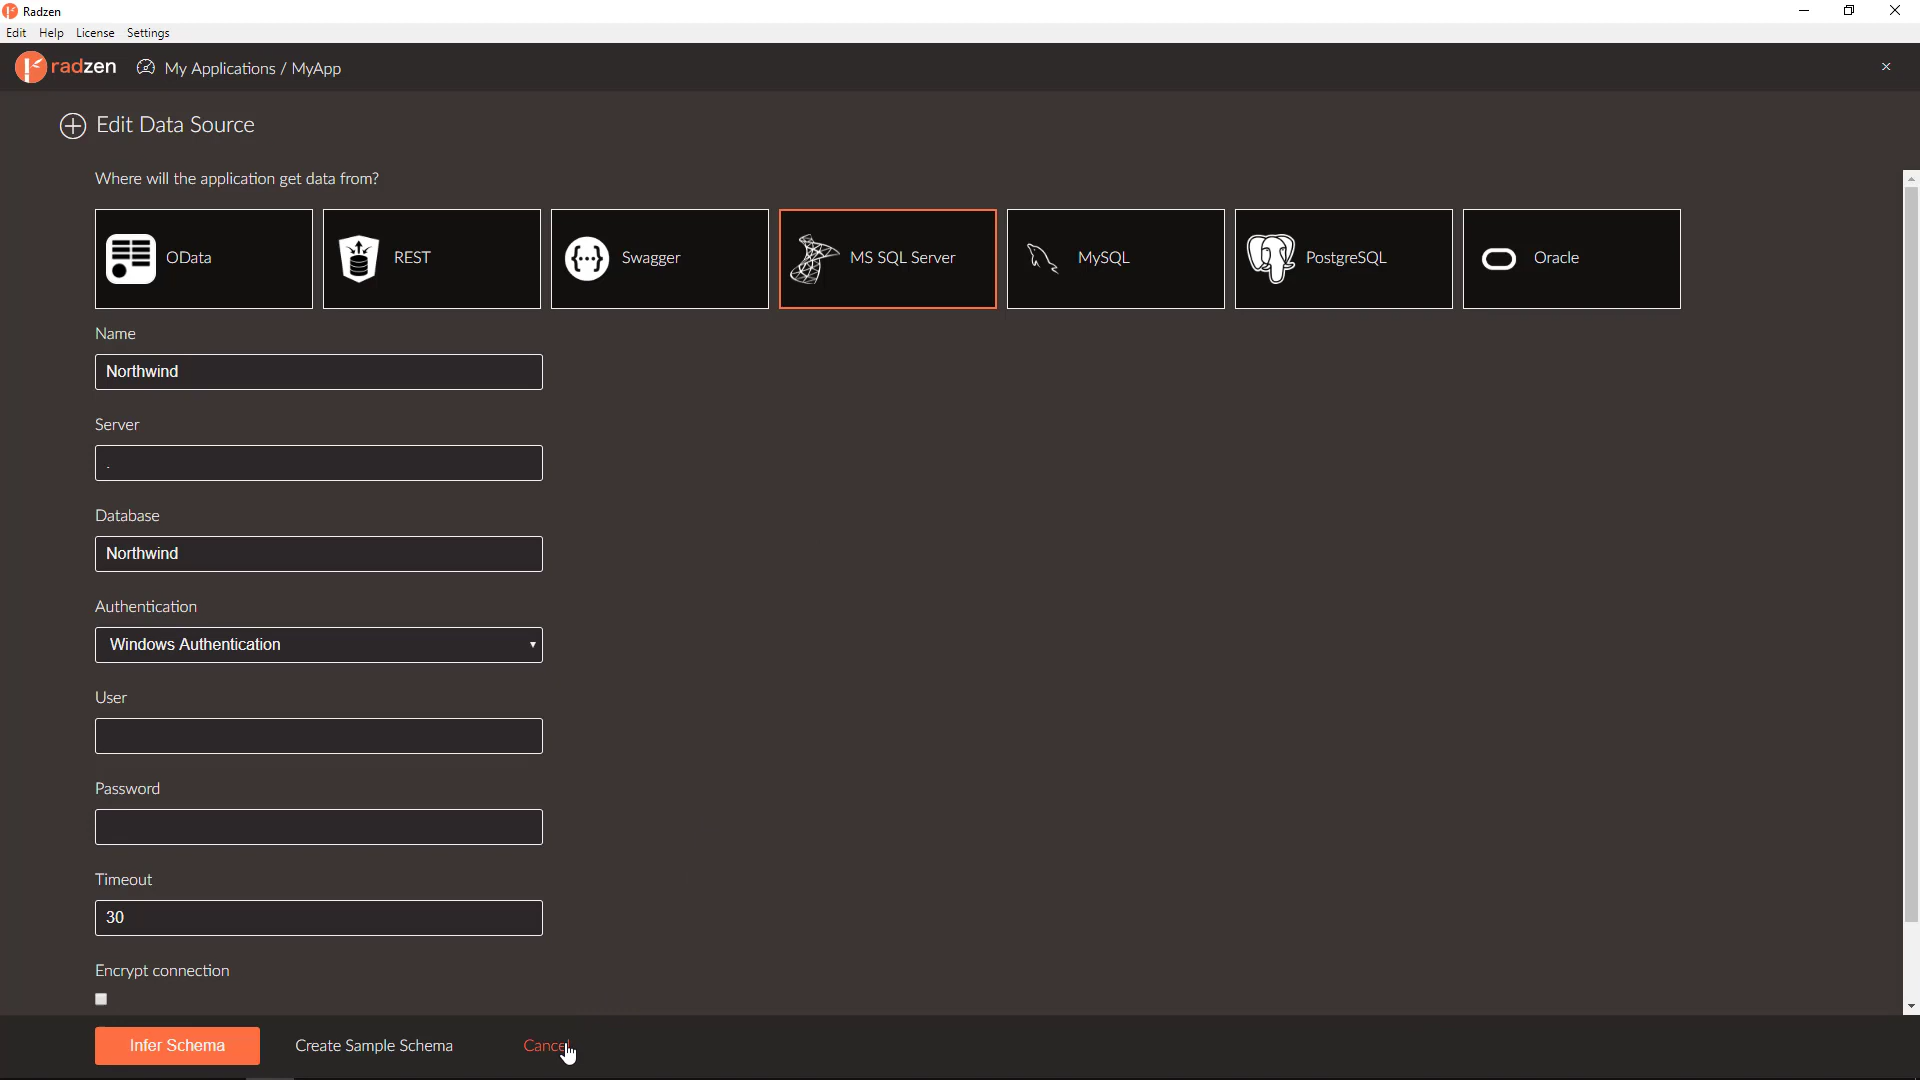 Radzen
Edit Help License Settings
radzen My Applications / MyApp
Edit Data Source
Where will the application get data from?
OData REST Swagger MS SQL Server MySQL PostgreSQL Oracle
Name
Northwind
Server
.
Database
Northwind
Authentication
Windows Authentication
User
Password
Timeout
30
Encrypt connection
Infer Schema Create Sample Schema Cancel